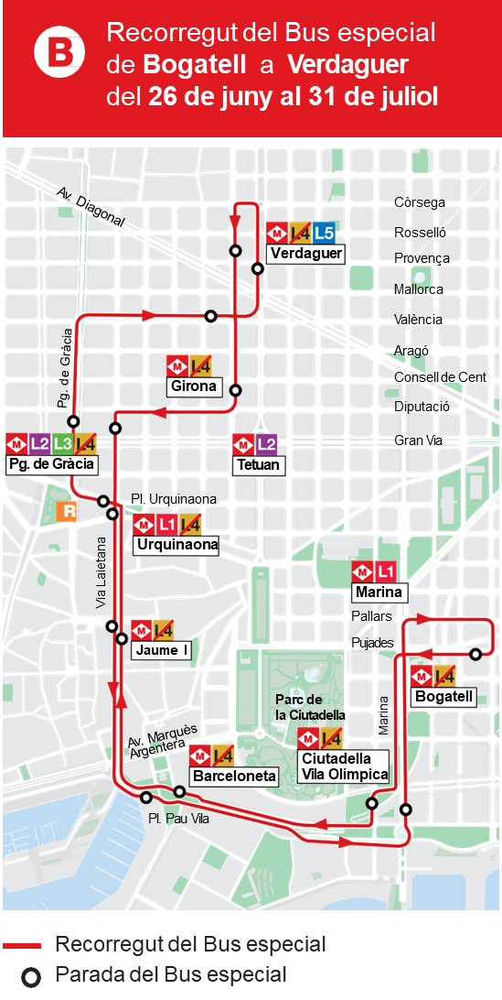 B
Recorregut del Bus especial
de Bogatell a Verdaguer
del 26 de juny al 31 de juliol
Av. Diagonal
Còrsega
Rosselló
Provença
Mallorca
València
Aragó
Consell de Cent
Diputació
Gran Via
M L4 L5
Verdaguer
Pg. de Gràcia
M L4
Girona
M L2 L3 L4
Pg. de Gràcia
M L2
Tetuan
Pl. Urquinaona
R
M L1 L4
Urquinaona
Via Laietana
M L1
Marina
Pallars
Pujades
M L4
Jaume I
M L4
Bogatell
Marina
Parc de
la Ciutadella
Av. Marquès
Argentera
M L4
Barceloneta
M L4
Ciutadella
Vila Olímpica
Pl. Pau Vila
Recorregut del Bus especial
Parada del Bus especial